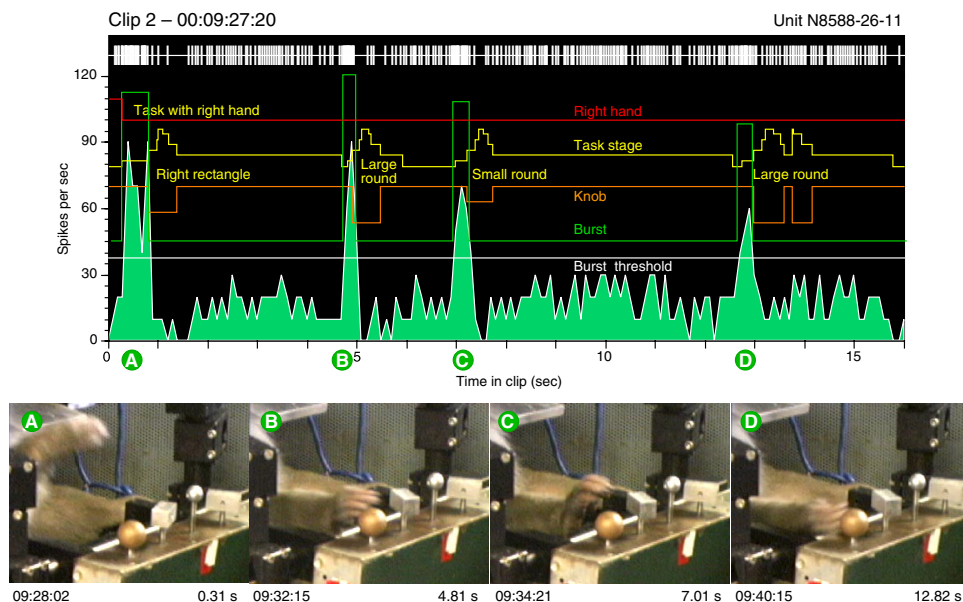 Clip 2 – 00:09:27:20
Unit N8588-26-11
120
90
60
30
0
Spikes per sec
Task with right hand
Right hand
Task stage
Right rectangle
Large
round
Small round
Large round
Knob
Burst
Burst threshold
0
5
10
15
A
B
C
D
Time in clip (sec)
A
B
C
D
09:28:02
0.31 s
09:32:15
4.81 s
09:34:21
7.01 s
09:40:15
12.82 s